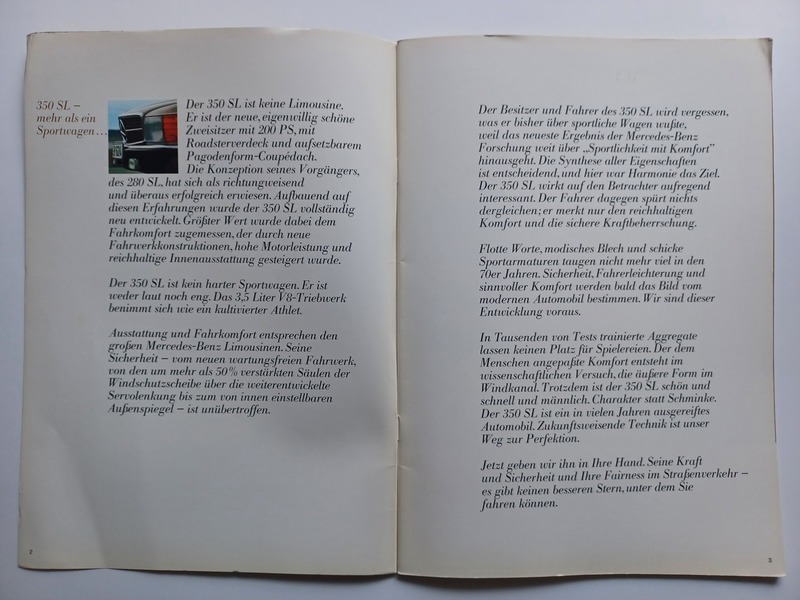 350 SL –
mehr als ein
Sportwagen...
Der 350 SL ist keine Limousine.
Er ist der neue, eigenwillig schöne
Zweisitzer mit 200 PS, mit
Roadsterverdeck und aufsetzbarem
Pagodenform-Coupédach.
Die Konzeption seines Vorgängers,
des 280 SL, hat sich als richtungweisend
und überaus erfolgreich erwiesen. Aufbauend auf
diesen Erfahrungen wurde der 350 SL vollständig
neu entwickelt. Größter Wert wurde dabei dem
Fahrkomfort zugemessen, der durch neue
Fahrwerkkonstruktionen, hohe Motorleistung und
reichhaltige Innenausstattung gesteigert wurde.
Der 350 SL ist kein harter Sportwagen. Er ist
weder laut noch eng. Das 3,5 Liter V8-Triebwerk
benimmt sich wie ein kultivierter Athlet.
Ausstattung und Fahrkomfort entsprechen den
großen Mercedes-Benz Limousinen. Seine
Sicherheit – vom neuen wartungsfreien Fahrwerk,
von den um mehr als 50% verstärkten Säulen der
Windschutzscheibe über die weiterentwickelte
Servolenkung bis zum von innen einstellbaren
Außenspiegel – ist unübertroffen.
2
Der Besitzer und Fahrer des 350 SL wird vergessen,
was er bisher über sportliche Wagen wußte,
weil das neueste Ergebnis der Mercedes-Benz
Forschung weit über „Sportlichkeit mit Komfort"
hinausgeht. Die Synthese aller Eigenschaften
ist entscheidend, und hier war Harmonie das Ziel.
Der 350 SL wirkt auf den Betrachter aufregend
interessant. Der Fahrer dagegen spürt nichts
dergleichen; er merkt nur den reichhaltigen
Komfort und die sichere Kraftbeherrschung.
Flotte Worte, modisches Blech und schicke
Sportarmaturen taugen nicht mehr viel in den
70er Jahren. Sicherheit, Fahrerleichterung und
sinnvoller Komfort werden bald das Bild vom
modernen Automobil bestimmen. Wir sind dieser
Entwicklung voraus.
In Tausenden von Tests trainierte Aggregate
lassen keinen Platz für Spielereien. Der dem
Menschen angepaßte Komfort entsteht im
wissenschaftlichen Versuch, die äußere Form im
Windkanal. Trotzdem ist der 350 SL schön und
schnell und männlich. Charakter statt Schminke.
Der 350 SL ist ein in vielen Jahren ausgereiftes
Automobil. Zukunftsweisende Technik ist unser
Weg zur Perfektion.
Jetzt geben wir ihn in Ihre Hand. Seine Kraft
und Sicherheit und Ihre Fairness im Straßenverkehr –
es gibt keinen besseren Stern, unter dem Sie
fahren können.
3